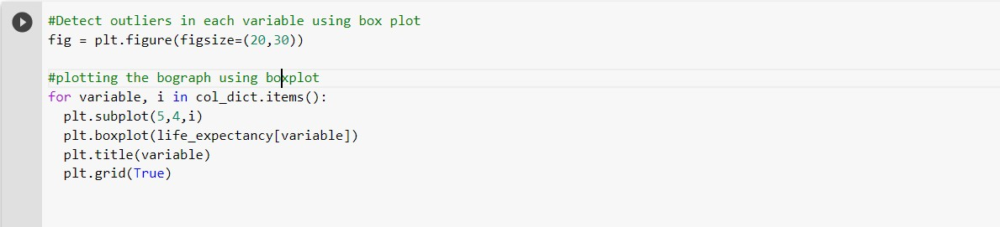 #Detect outliers in each variable using box plot
fig = plt.figure(figsize=(20,30))
#plotting the bograph using boxplot
for variable, i in col_dict.items():
  plt.subplot(5,4,i)
  plt.boxplot(life_expectancy[variable])
  plt.title(variable)
  plt.grid(True)